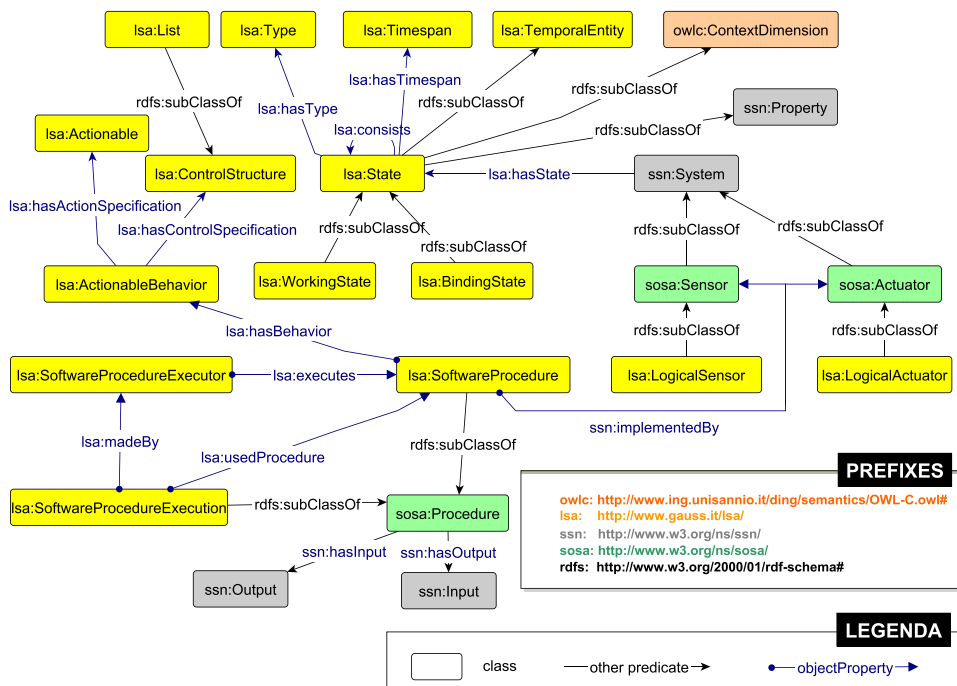 lsa:List
lsa:Type
lsa:Timespan
lsa:TemporalEntity
owlc:ContextDimension
lsa:hasTimespan
rdfs:subClassOf
rdfs:subClassOf
rdfs:subClassOf
lsa:hasType
ssn:Property
lsa:Actionable
lsa:consists
rdfs:subClassOf
lsa:ControlStructure
lsa:State
lsa:hasState
ssn:System
lsa:hasActionSpecification
lsa:hasControlSpecification
rdfs:subClassOf
rdfs:subClassOf
rdfs:subClassOf
rdfs:subClassOf
lsa:ActionableBehavior
lsa:WorkingState
lsa:BindingState
sosa:Sensor
sosa:Actuator
lsa:hasBehavior
rdfs:subClassOf
rdfs:subClassOf
lsa:SoftwareProcedureExecutor
lsa:executes
lsa:SoftwareProcedure
lsa:LogicalSensor
lsa:LogicalActuator
ssn:implementedBy
lsa:madeBy
lsa:usedProcedure
rdfs:subClassOf
lsa:SoftwareProcedureExecution
rdfs:subClassOf
sosa:Procedure
ssn:hasInput
ssn:hasOutput
ssn:Output
ssn:Input
PREFIXES
owlc: http://www.ing.unisannio.it/ding/semantics/OWL-C.owl#
lsa: http://www.gauss.it/lsa/
ssn: http://www.w3.org/ns/ssn/
sosa: http://www.w3.org/ns/sosa/
rdfs: http://www.w3.org/2000/01/rdf-schema#
LEGENDA
class
other predicate
objectProperty